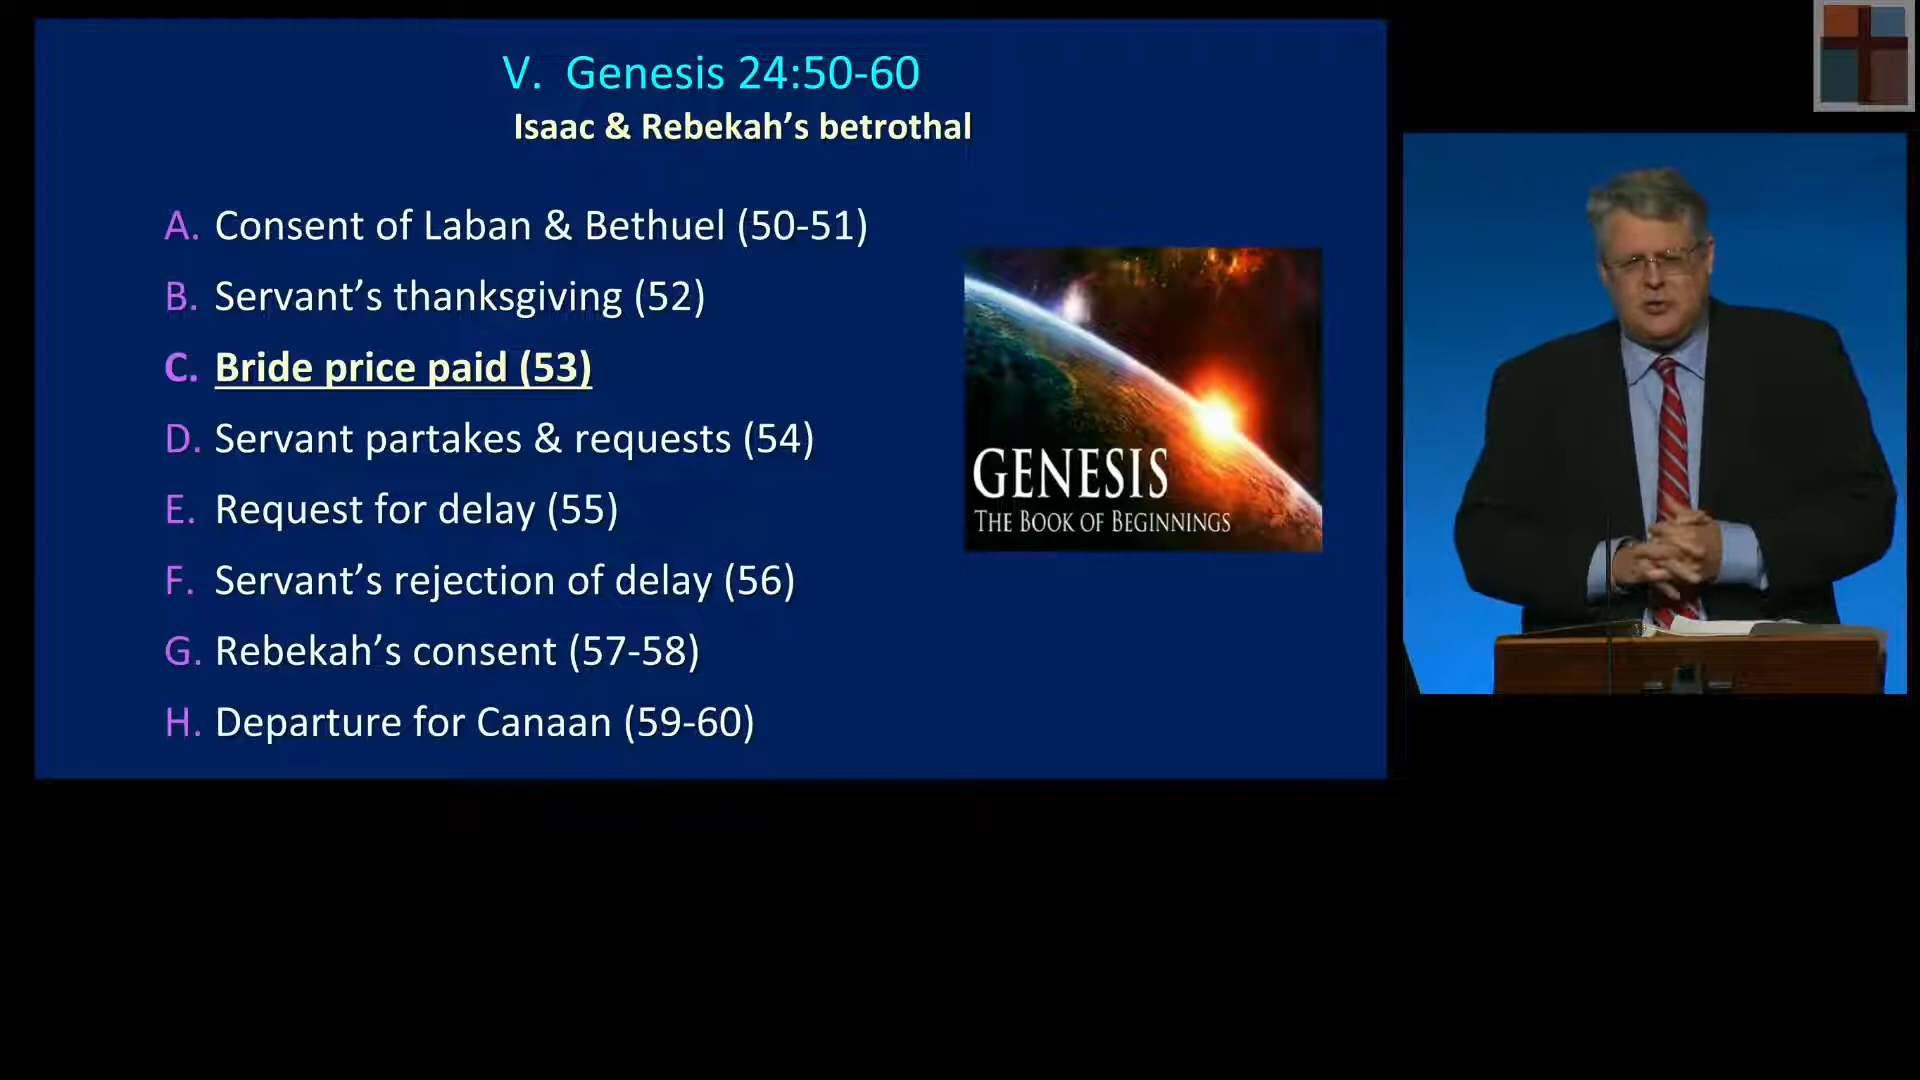 V. Genesis 24:50-60
Isaac & Rebekah’s betrothal
A. Consent of Laban & Bethuel (50-51)
B. Servant’s thanksgiving (52)
C. Bride price paid (53)
D. Servant partakes & requests (54)
E. Request for delay (55)
F. Servant’s rejection of delay (56)
G. Rebekah’s consent (57-58)
H. Departure for Canaan (59-60)
GENESIS
THE BOOK OF BEGINNINGS